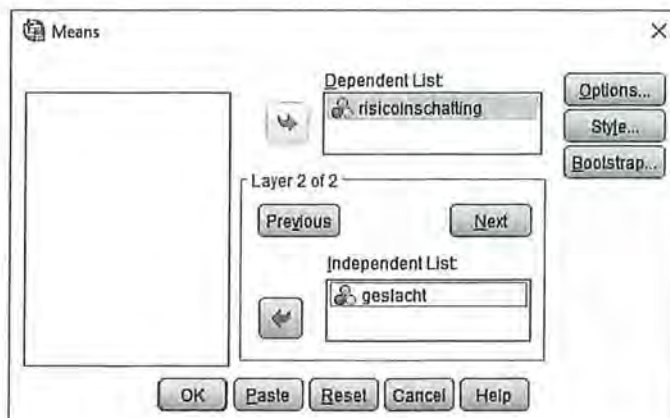 Means
Dependent List:
risicoInschatting
Options...
Style...
Bootstrap...
Layer 2 of 2
Previous
Next
Independent List:
geslacht
OK
Paste
Reset
Cancel
Help